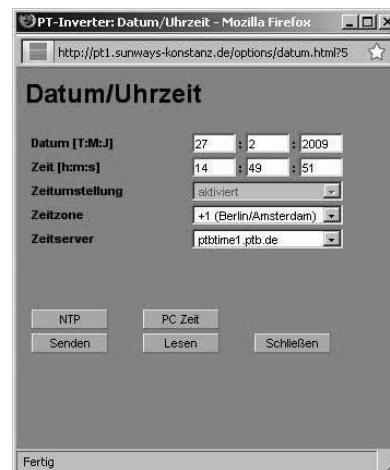 PT-Inverter: Datum/Uhrzeit - Mozilla Firefox
http://pt1.sunways-konstanz.de/options/datum.html?5
Datum/Uhrzeit
Datum [T:M:J] 27 : 2 : 2009
Zeit [h:m:s] 14 : 49 : 51
Zeitumstellung aktiviert
Zeitzone +1 (Berlin/Amsterdam)
Zeitserver ptbtime1.ptb.de
NTP PC Zeit
Senden Lesen Schließen
Fertig